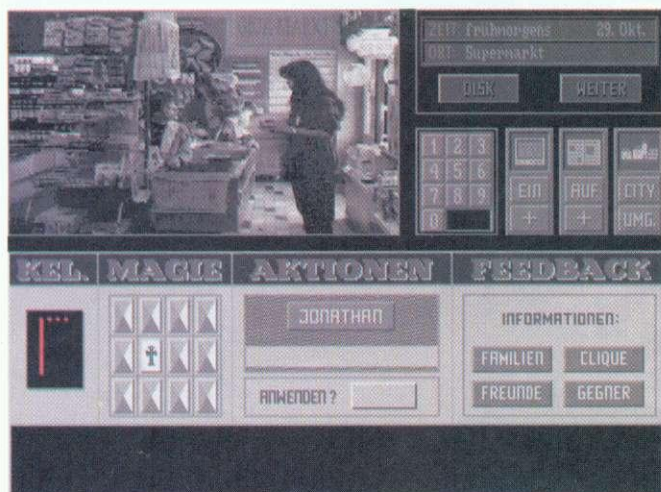 ZEIT frühmorgens 29. Okt.
ORT Supermarkt
DISK WEITER
1 2 3
4 5 6
7 8 9
0
EIN AUF CITY
+ + UMG.
KEL. MAGIE AKTIONEN FEEDBACK
JONATHAN
INFORMATIONEN:
FAMILIEN CLIQUE
ANWENDEN?
FREUNDE GEGNER